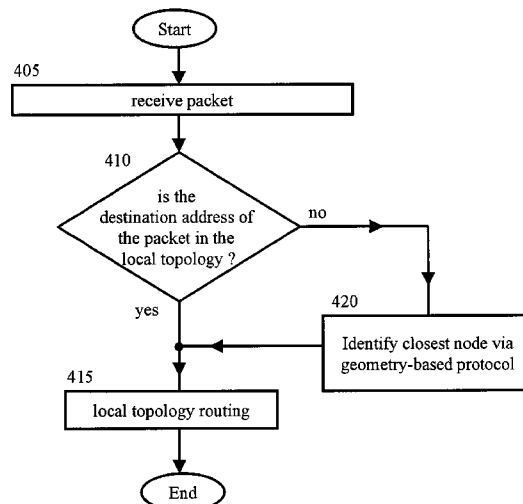 Start
405
receive packet
410
is the
destination address of
the packet in the
local topology ?
no
yes
420
Identify closest node via
geometry-based protocol
415
local topology routing
End